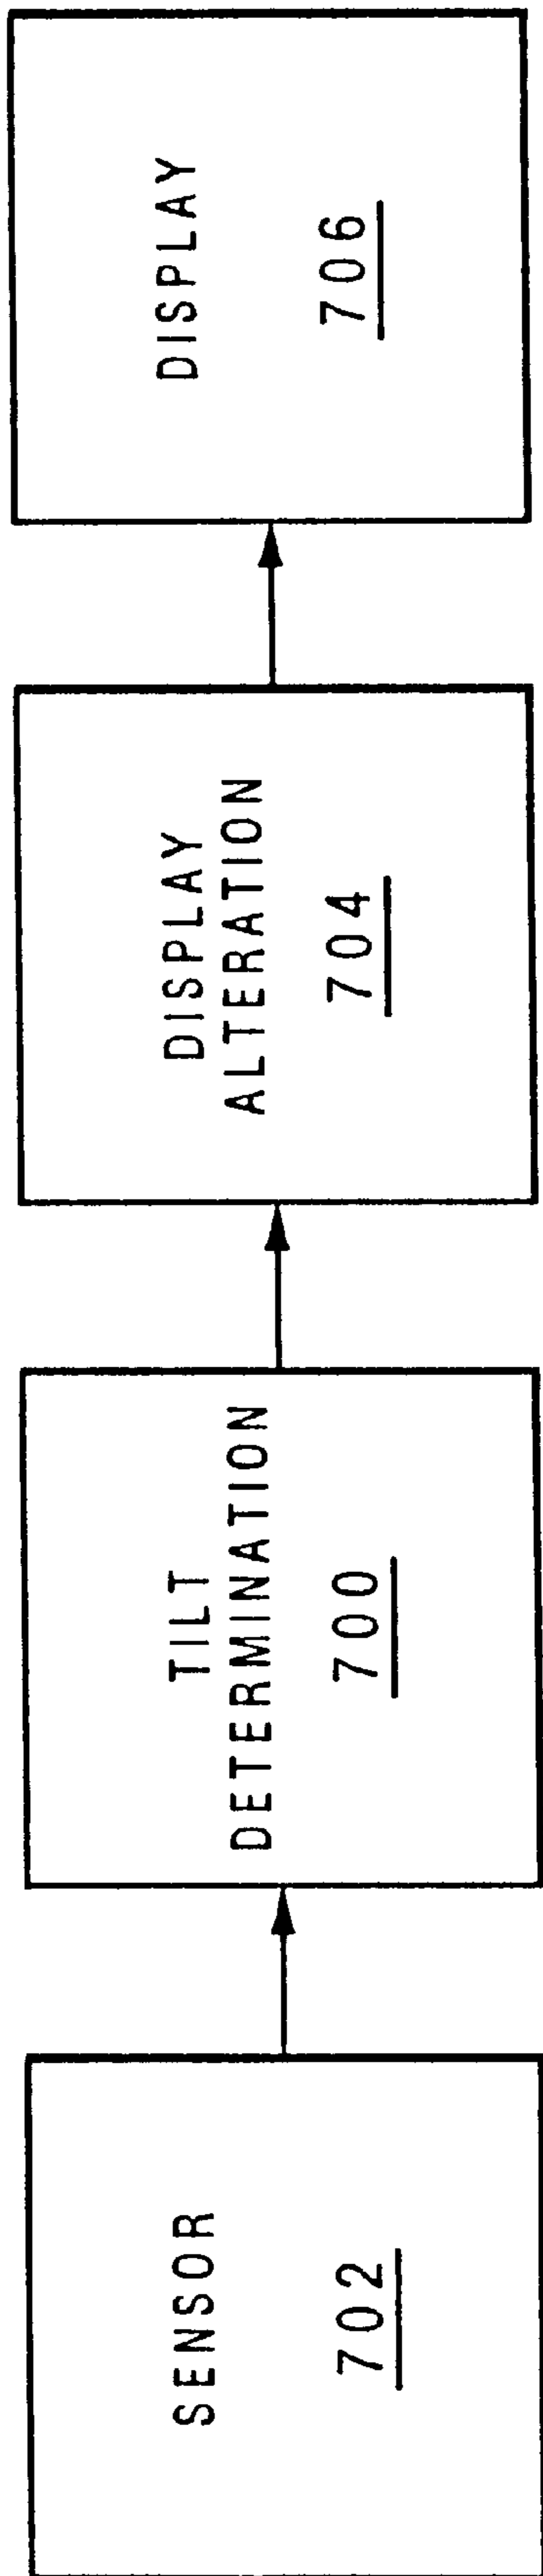 SENSOR
702
TILT
DETERMINATION
700
DISPLAY
ALTERATION
704
DISPLAY
706